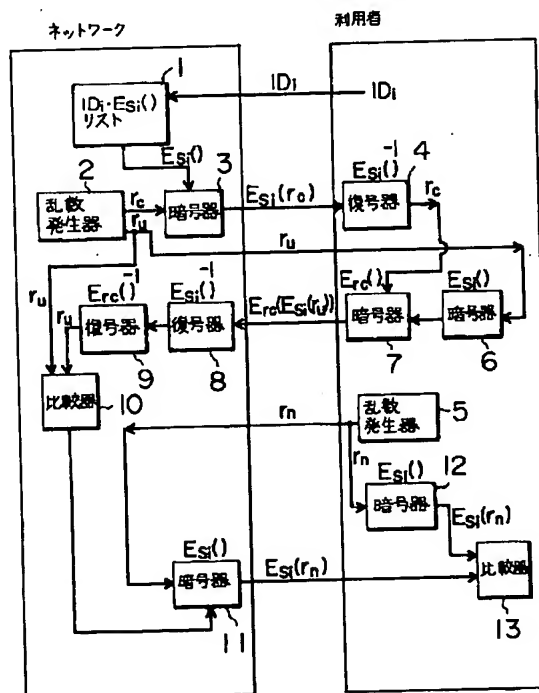 ネットワーク
利用者
1
IDi・ESi()
リスト
IDi
IDi
ESi()
2
乱数
発生器
rc
ru
3
暗号器
ESi(rc)
ESi()-1
4
復号器
rc
ru
ru
Erc()-1
ESi()-1
ru
復号器
9
復号器
8
Erc(ESi(ru))
Erc()
暗号器
7
ESi()
暗号器
6
比較器
10
rn
乱数
発生器
5
rn
ESi()
12
暗号器
ESi(rn)
ESi()
暗号器
11
ESi(rn)
比較器
13